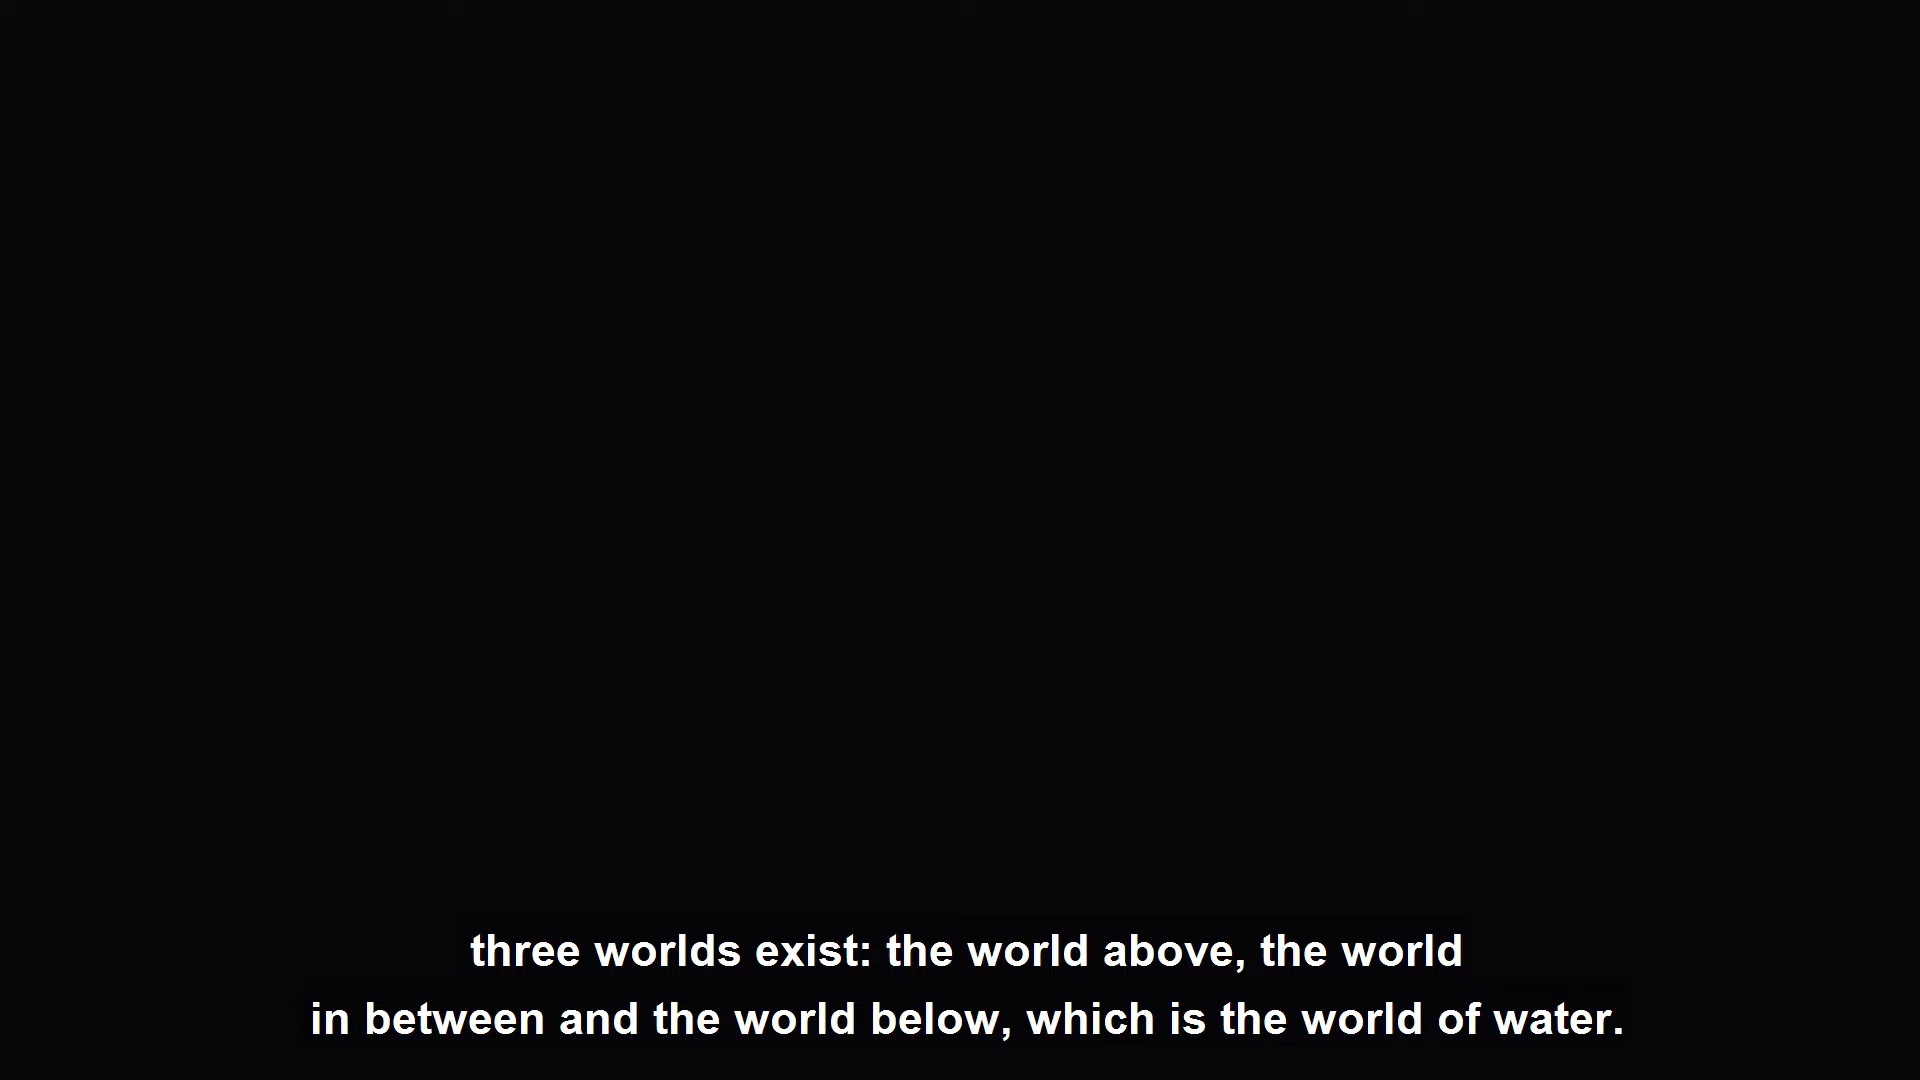 three worlds exist: the world above, the world
in between and the world below, which is the world of water.